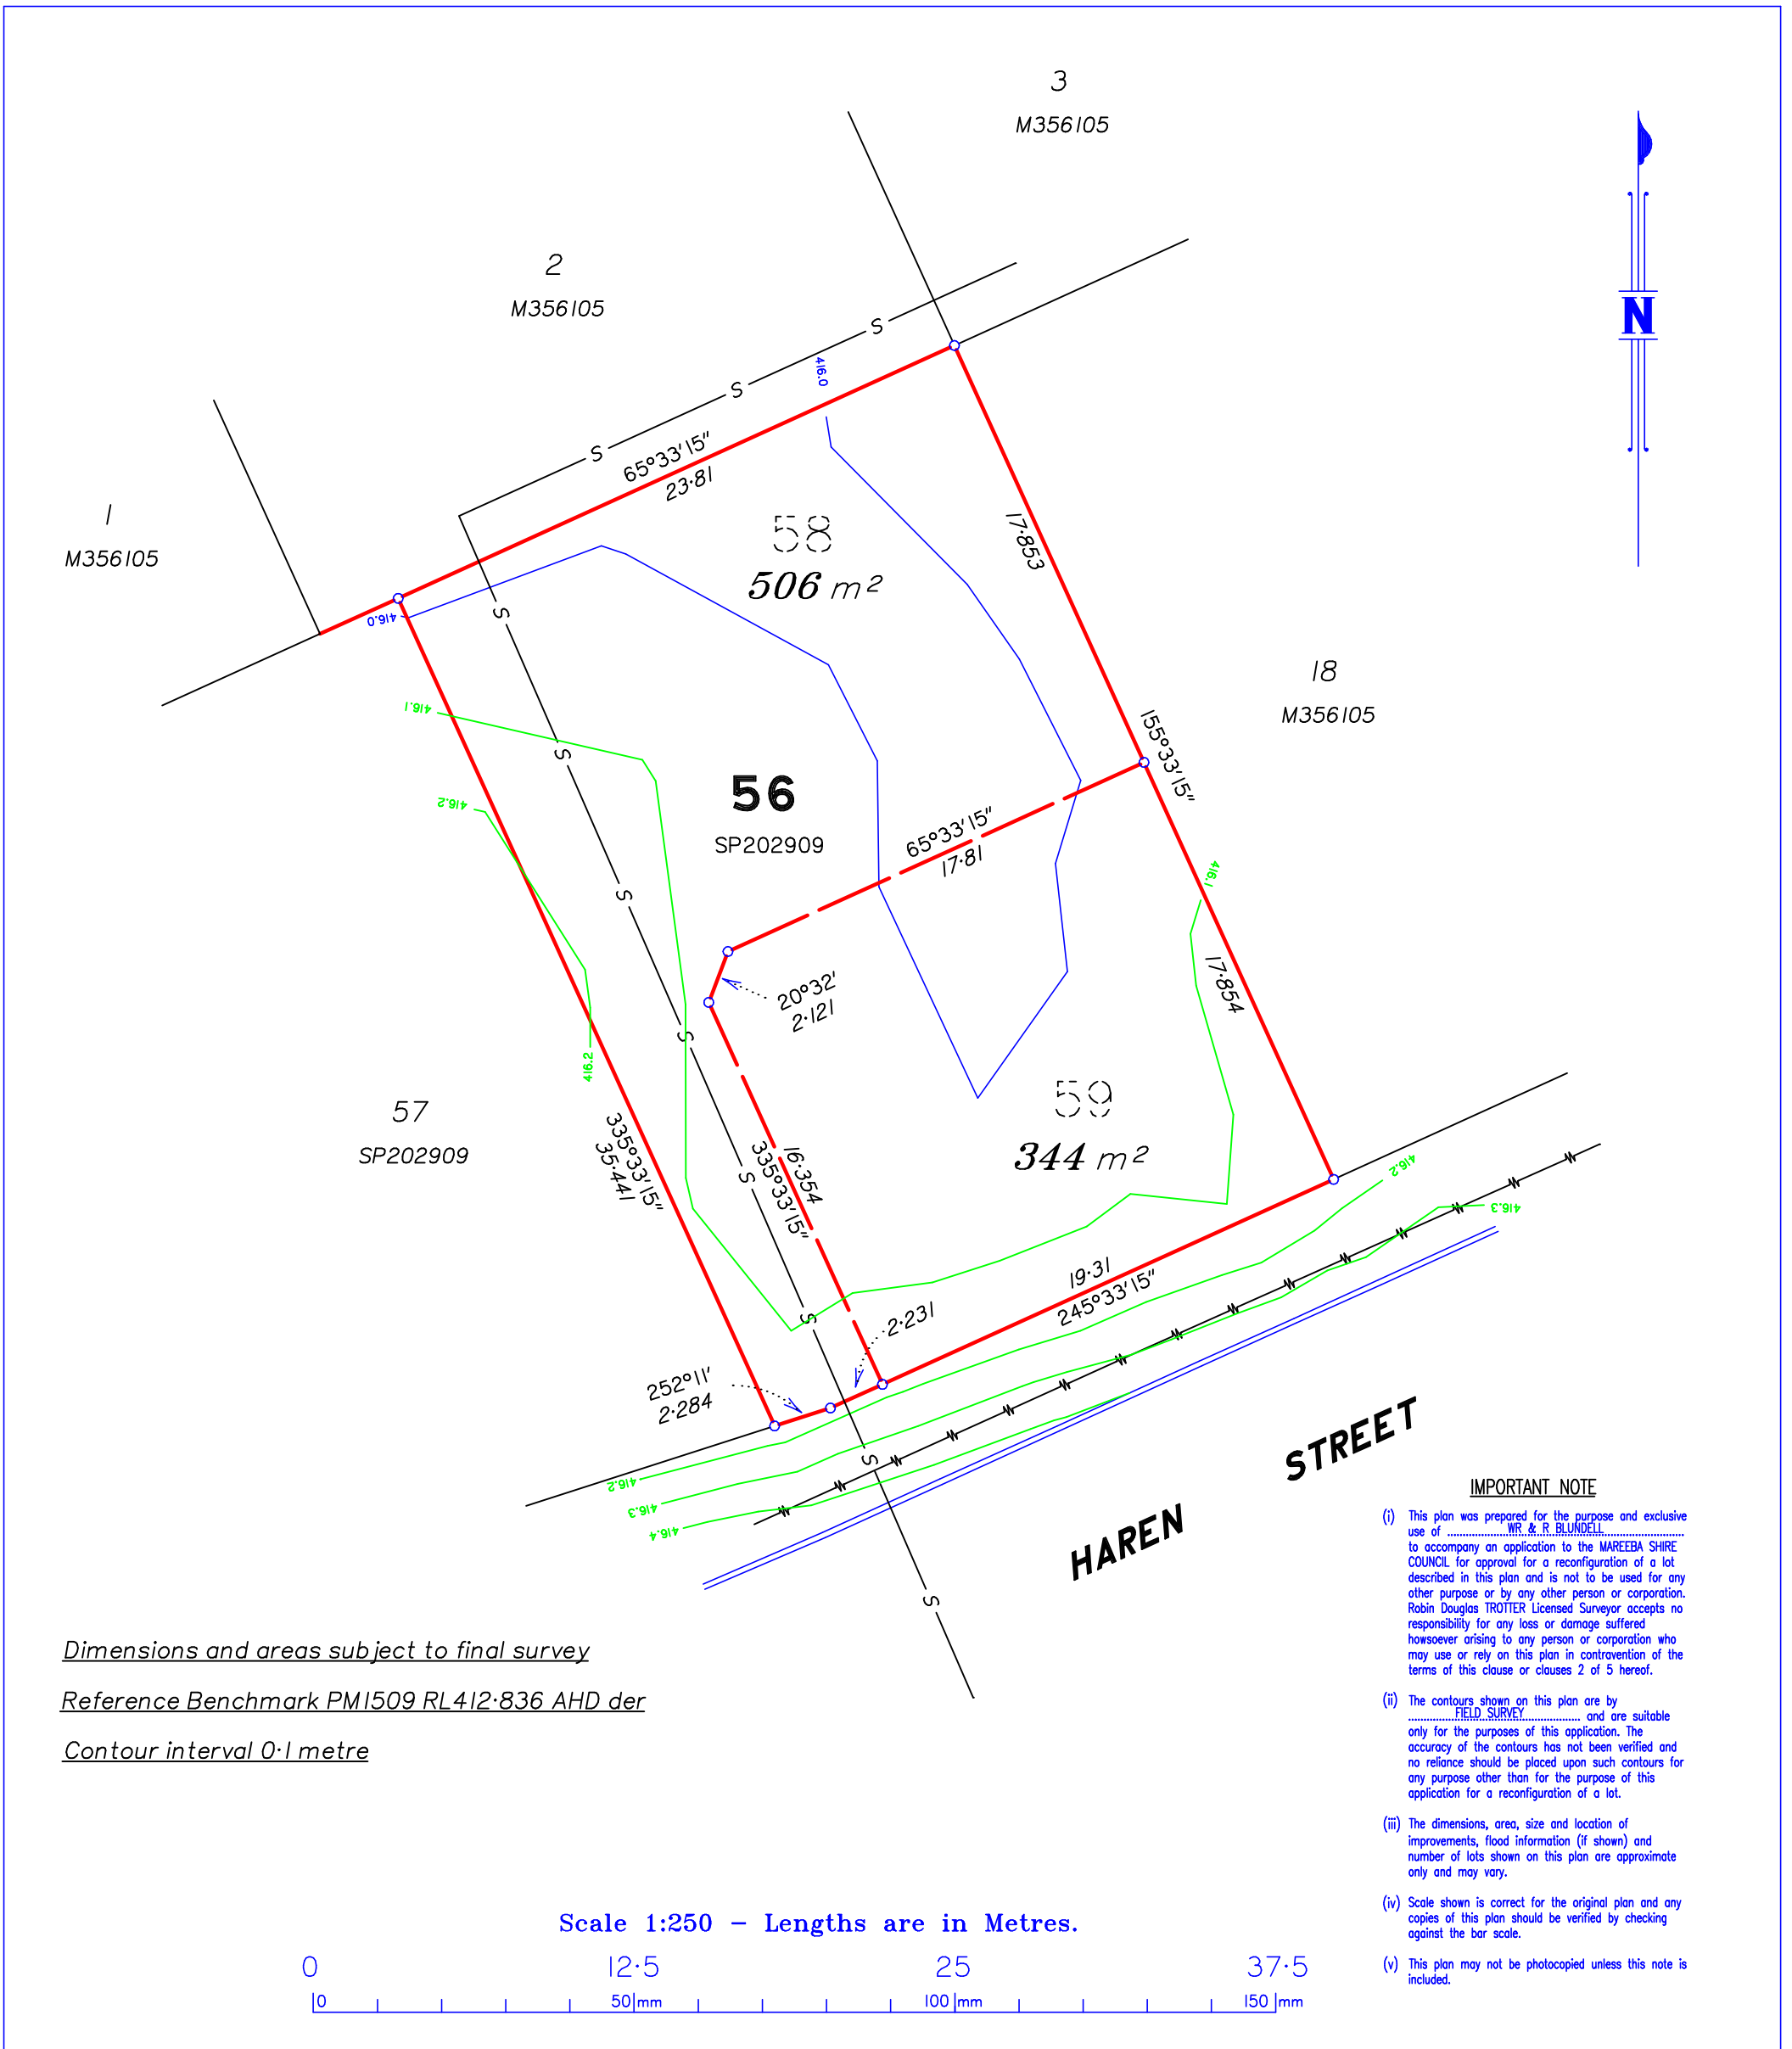 3
M356105
2
M356105
N
S
S
S
416.0
65°33'15"
23·81
1
M356105
58
506 m²
17·853
416.0
S
18
M356105
416.1
155°33'15"
S
416.2
56
SP202909
65°33'15"
17·81
416.1
S
20°32'
2·121
17·854
S
416.2
57
SP202909
335°33'15"
35·441
59
344 m²
16·354
335°33'15"
S
416.2
416.3
19·31
245°33'15"
S
2·231
252°11'
2·284
S
416.2
416.3
416.4
HAREN STREET
S
IMPORTANT NOTE
(i) This plan was prepared for the purpose and exclusive
use of WR & R BLUNDELL
to accompany an application to the MAREEBA SHIRE
COUNCIL for approval for a reconfiguration of a lot
described in this plan and is not to be used for any
other purpose or by any other person or corporation.
Robin Douglas TROTTER Licensed Surveyor accepts no
responsibility for any loss or damage suffered
howsoever arising to any person or corporation who
may use or rely on this plan in contravention of the
terms of this clause or clauses 2 of 5 hereof.
(ii) The contours shown on this plan are by
FIELD SURVEY and are suitable
only for the purposes of this application. The
accuracy of the contours has not been verified and
no reliance should be placed upon such contours for
any purpose other than for the purpose of this
application for a reconfiguration of a lot.
(iii) The dimensions, area, size and location of
improvements, flood information (if shown) and
number of lots shown on this plan are approximate
only and may vary.
(iv) Scale shown is correct for the original plan and any
copies of this plan should be verified by checking
against the bar scale.
(v) This plan may not be photocopied unless this note is
included.
Dimensions and areas subject to final survey
Reference Benchmark PM1509 RL412·836 AHD der
Contour interval 0·1 metre
Scale 1:250 – Lengths are in Metres.
0 12·5 25 37·5
0 50mm 100mm 150mm